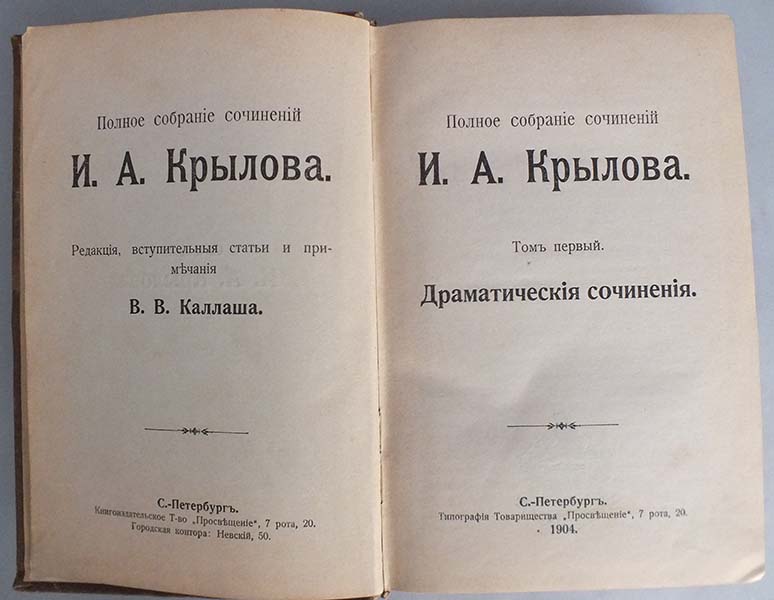 Полное собраніе сочиненій
И. А. Крылова.
Редакція, вступительныя статьи и при-
мѣчанія
В. В. Каллаша.
С.-Петербургъ.
Книгоиздательское Т-во „Просвѣщеніе“, 7 рота, 20.
Городская контора: Невскій, 50.
Полное собраніе сочиненій
И. А. Крылова.
Томъ первый.
Драматическія сочиненія.
С.-Петербургъ.
Типографія Товарищества „Просвѣщеніе“, 7 рота, 20.
1904.